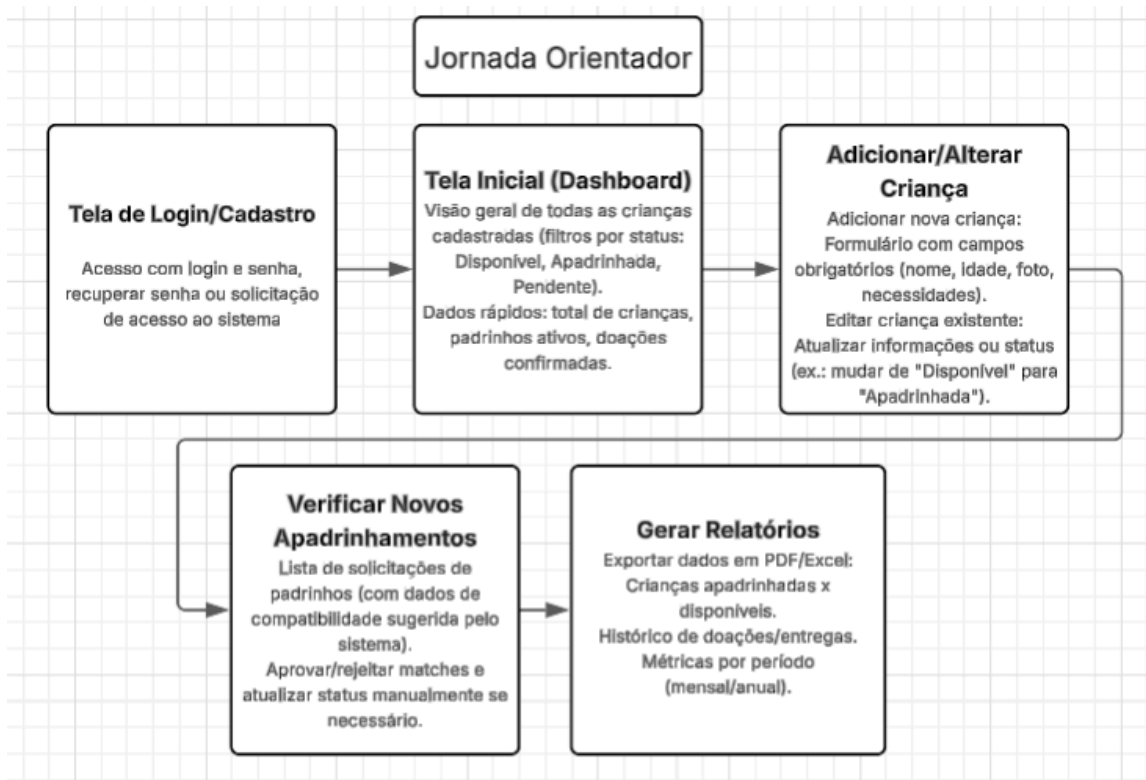 Jornada Orientador
Tela de Login/Cadastro
Acesso com login e senha,
recuperar senha ou solicitação
de acesso ao sistema
Tela Inicial (Dashboard)
Visão geral de todas as crianças
cadastradas (filtros por status:
Disponível, Apadrinhada,
Pendente).
Dados rápidos: total de crianças,
padrinhos ativos, doações
confirmadas.
Adicionar/Alterar
Criança
Adicionar nova criança:
Formulário com campos
obrigatórios (nome, idade, foto,
necessidades).
Editar criança existente:
Atualizar informações ou status
(ex.: mudar de "Disponível" para
"Apadrinhada").
Verificar Novos
Apadrinhamentos
Lista de solicitações de
padrinhos (com dados de
compatibilidade sugerida pelo
sistema).
Aprovar/rejeitar matches e
atualizar status manualmente se
necessário.
Gerar Relatórios
Exportar dados em PDF/Excel:
Crianças apadrinhadas x
disponíveis.
Histórico de doações/entregas.
Métricas por período
(mensal/anual).